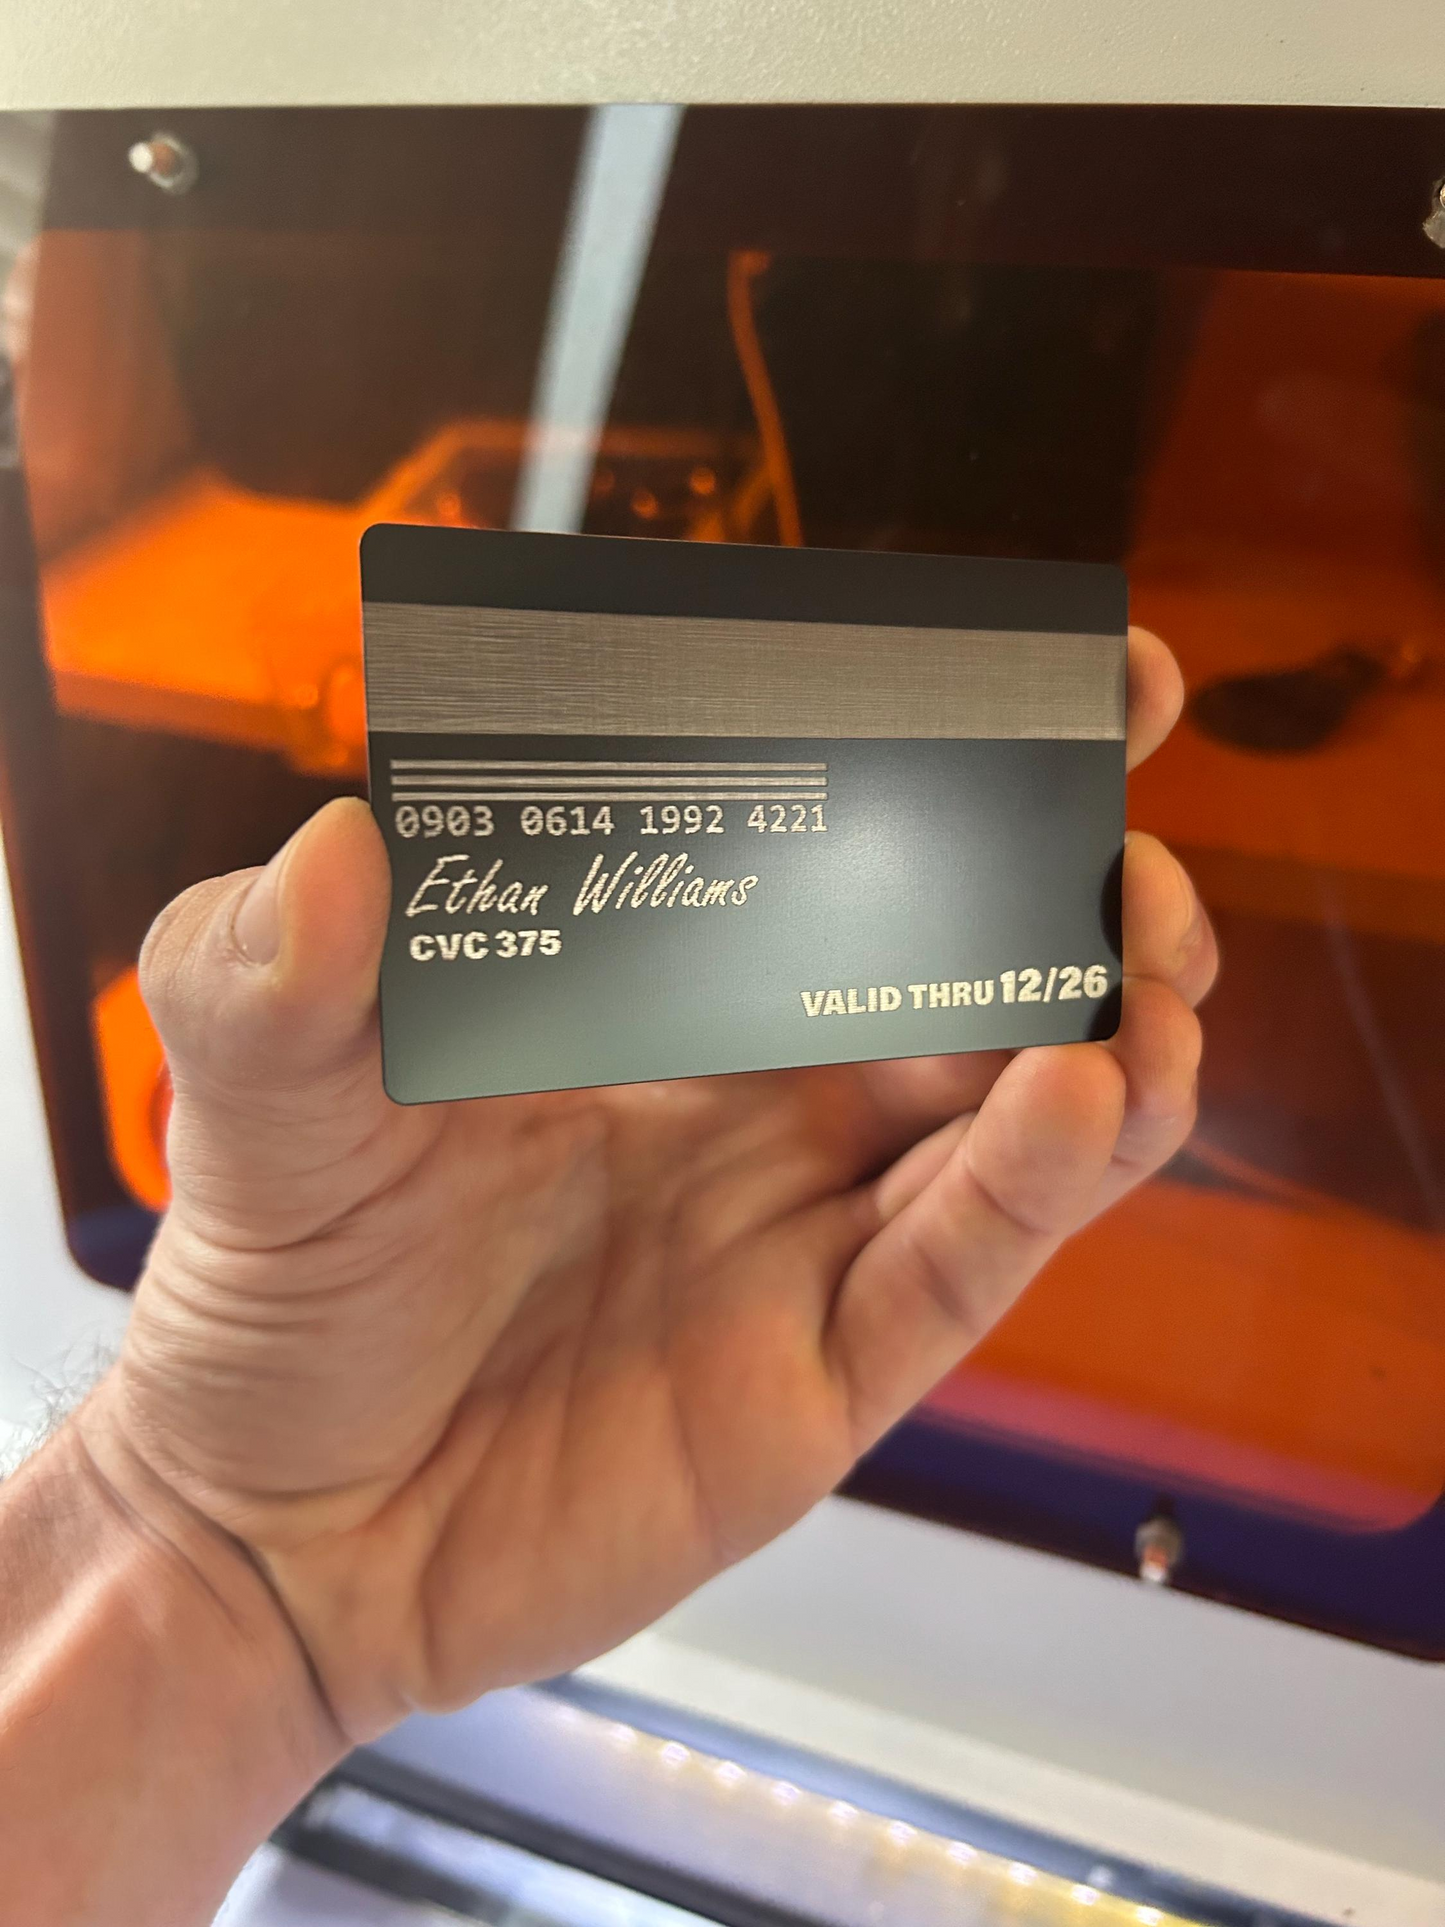 0903 0614 1992 4221
Ethan Williams
CVC 375
VALID THRU 12/26